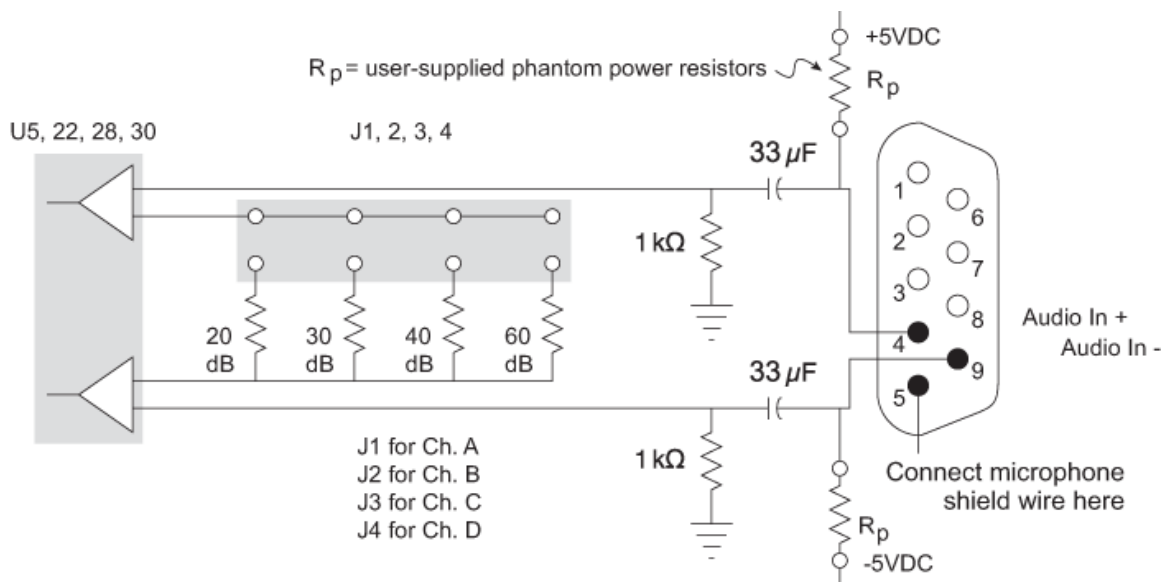 +5VDC
Rp = user-supplied phantom power resistors
Rp
U5, 22, 28, 30
J1, 2, 3, 4
33 µF
1
6
2
1 kΩ
7
3
8
20 dB
30 dB
40 dB
60 dB
Audio In +
4
Audio In -
9
33 µF
5
J1 for Ch. A
J2 for Ch. B
J3 for Ch. C
J4 for Ch. D
1 kΩ
Connect microphone
shield wire here
Rp
-5VDC